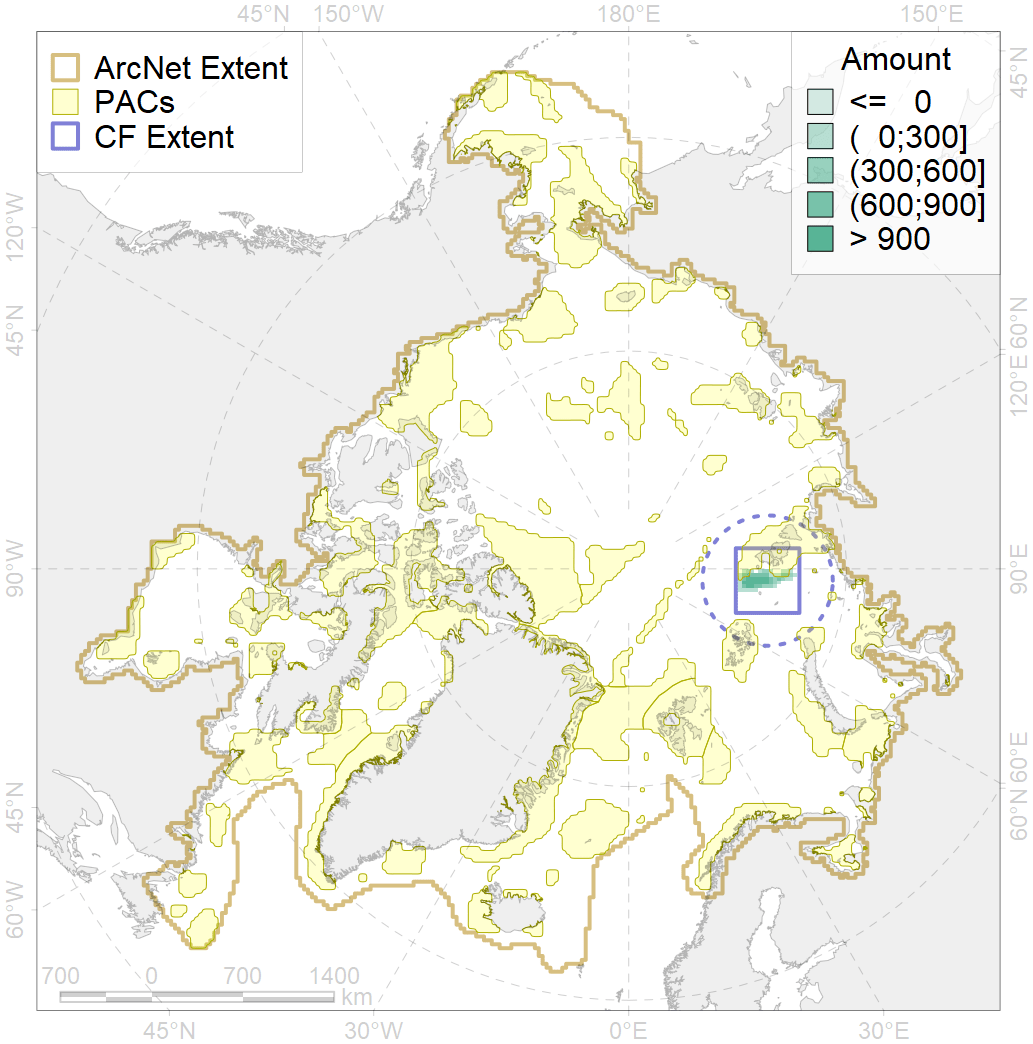 45°N 150°W 180°E 150°E
ArcNet Extent
PACs
CF Extent
Amount
<= 0
( 0;300]
(300;600]
(600;900]
> 900
45°N
120°W
60°N
45°N
120°E
90°W
90°E
60°E
45°N
60°N
60°W
700 0 700 1400
km
45°W 30°W 0°E 30°E